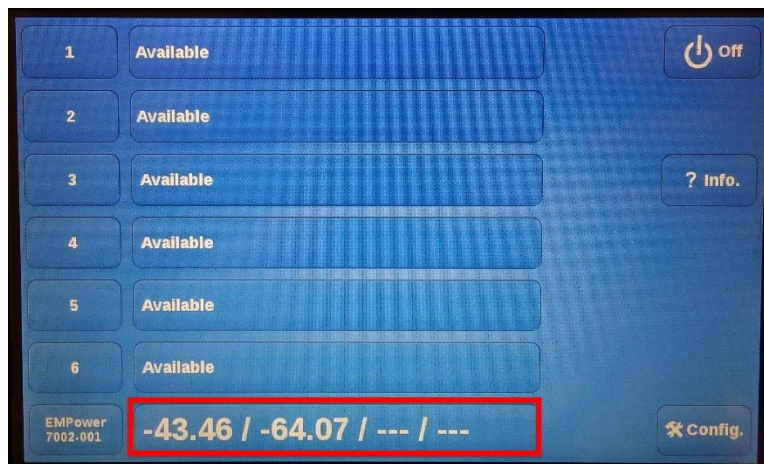 1 Available
Off
2 Available
3 Available
? Info.
4 Available
5 Available
6 Available
EMPower
7002-001
-43.46 / -64.07 / --- / ---
Config.